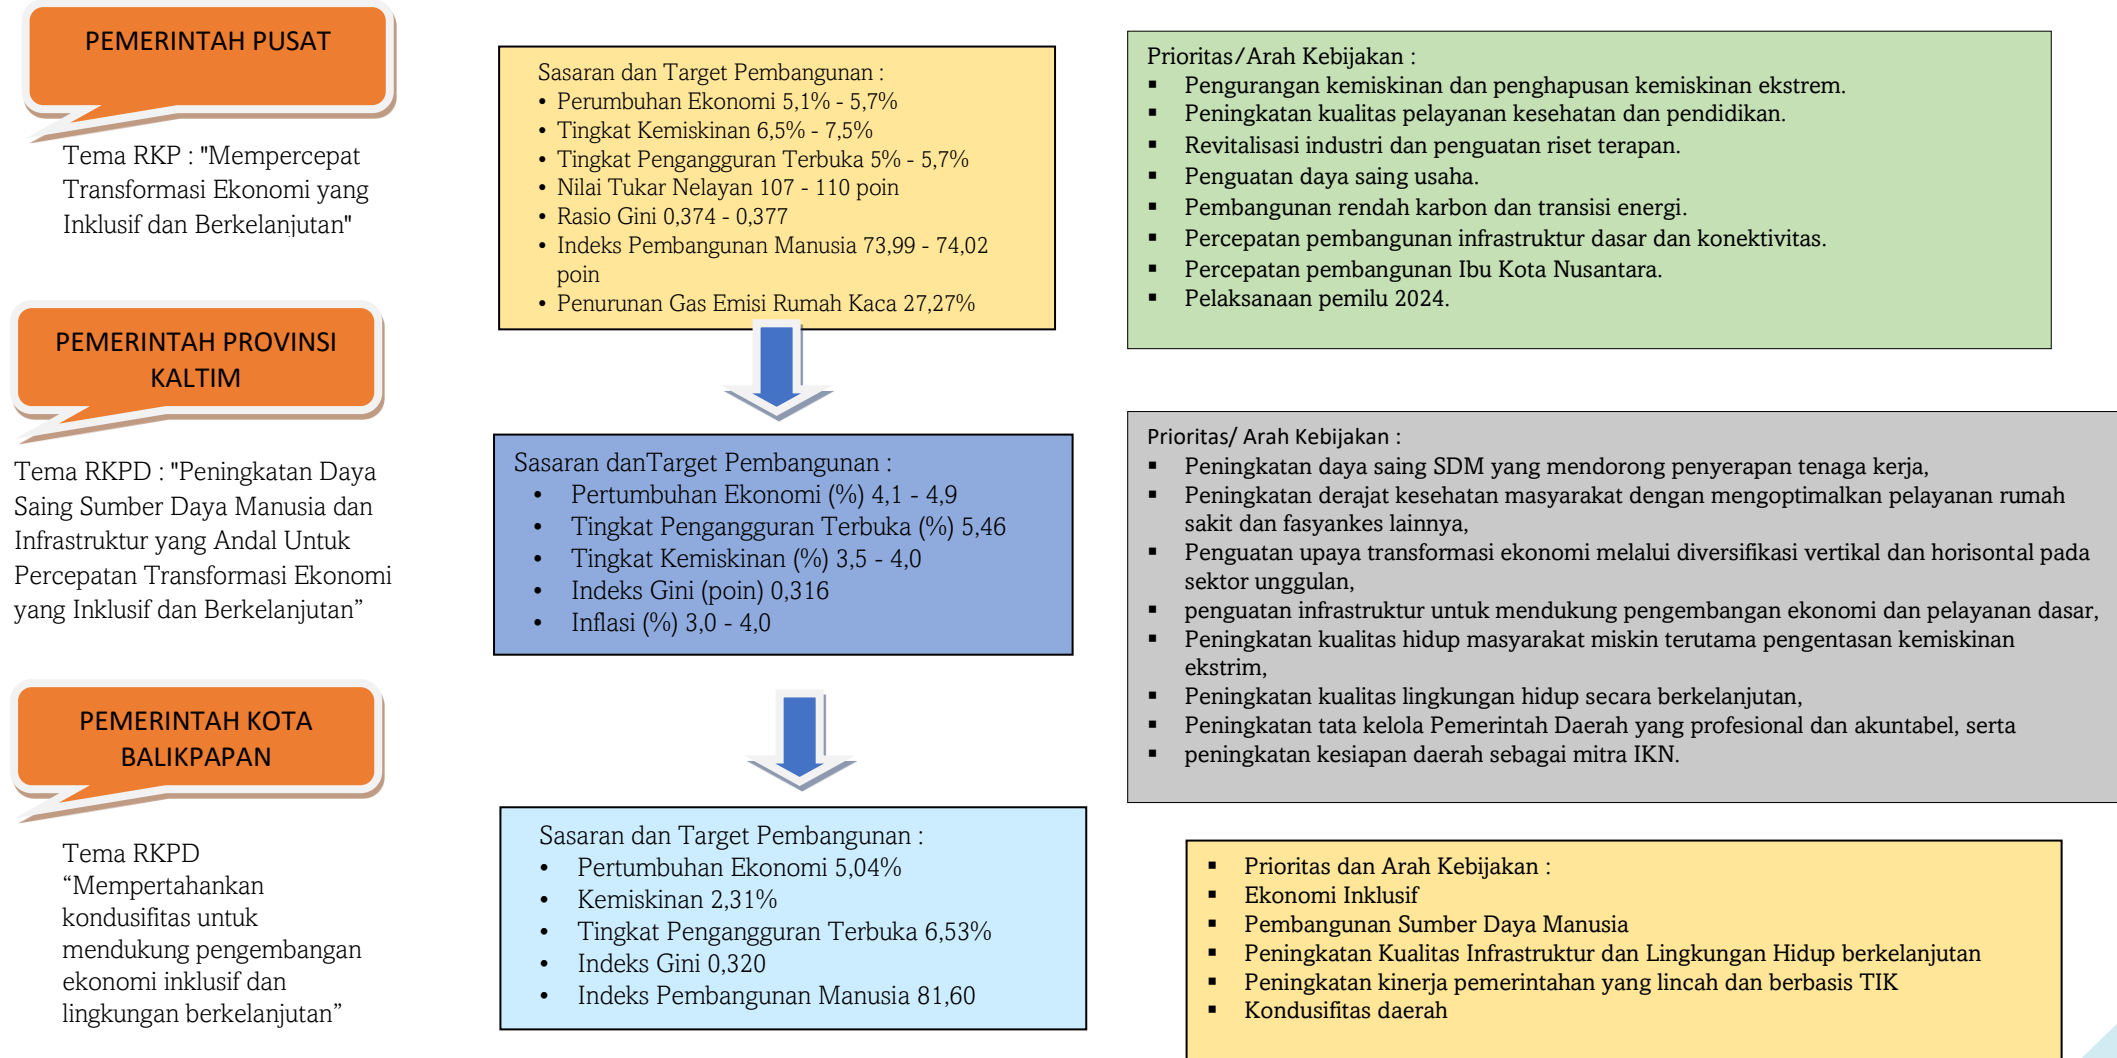 PEMERINTAH PUSAT
Tema RKP : "Mempercepat
Transformasi Ekonomi yang
Inklusif dan Berkelanjutan"
Sasaran dan Target Pembangunan :
• Perumbuhan Ekonomi 5,1% - 5,7%
• Tingkat Kemiskinan 6,5% - 7,5%
• Tingkat Pengangguran Terbuka 5% - 5,7%
• Nilai Tukar Nelayan 107 - 110 poin
• Rasio Gini 0,374 - 0,377
• Indeks Pembangunan Manusia 73,99 - 74,02
poin
• Penurunan Gas Emisi Rumah Kaca 27,27%
Prioritas/Arah Kebijakan :
▪ Pengurangan kemiskinan dan penghapusan kemiskinan ekstrem.
▪ Peningkatan kualitas pelayanan kesehatan dan pendidikan.
▪ Revitalisasi industri dan penguatan riset terapan.
▪ Penguatan daya saing usaha.
▪ Pembangunan rendah karbon dan transisi energi.
▪ Percepatan pembangunan infrastruktur dasar dan konektivitas.
▪ Percepatan pembangunan Ibu Kota Nusantara.
▪ Pelaksanaan pemilu 2024.
PEMERINTAH PROVINSI
KALTIM
Tema RKPD : "Peningkatan Daya
Saing Sumber Daya Manusia dan
Infrastruktur yang Andal Untuk
Percepatan Transformasi Ekonomi
yang Inklusif dan Berkelanjutan”
Sasaran danTarget Pembangunan :
• Pertumbuhan Ekonomi (%) 4,1 - 4,9
• Tingkat Pengangguran Terbuka (%) 5,46
• Tingkat Kemiskinan (%) 3,5 - 4,0
• Indeks Gini (poin) 0,316
• Inflasi (%) 3,0 - 4,0
Prioritas/ Arah Kebijakan :
▪ Peningkatan daya saing SDM yang mendorong penyerapan tenaga kerja,
▪ Peningkatan derajat kesehatan masyarakat dengan mengoptimalkan pelayanan rumah
sakit dan fasyankes lainnya,
▪ Penguatan upaya transformasi ekonomi melalui diversifikasi vertikal dan horisontal pada
sektor unggulan,
▪ penguatan infrastruktur untuk mendukung pengembangan ekonomi dan pelayanan dasar,
▪ Peningkatan kualitas hidup masyarakat miskin terutama pengentasan kemiskinan
ekstrim,
▪ Peningkatan kualitas lingkungan hidup secara berkelanjutan,
▪ Peningkatan tata kelola Pemerintah Daerah yang profesional dan akuntabel, serta
▪ peningkatan kesiapan daerah sebagai mitra IKN.
PEMERINTAH KOTA
BALIKPAPAN
Tema RKPD
“Mempertahankan
kondusifitas untuk
mendukung pengembangan
ekonomi inklusif dan
lingkungan berkelanjutan”
Sasaran dan Target Pembangunan :
• Pertumbuhan Ekonomi 5,04%
• Kemiskinan 2,31%
• Tingkat Pengangguran Terbuka 6,53%
• Indeks Gini 0,320
• Indeks Pembangunan Manusia 81,60
▪ Prioritas dan Arah Kebijakan :
▪ Ekonomi Inklusif
▪ Pembangunan Sumber Daya Manusia
▪ Peningkatan Kualitas Infrastruktur dan Lingkungan Hidup berkelanjutan
▪ Peningkatan kinerja pemerintahan yang lincah dan berbasis TIK
▪ Kondusifitas daerah